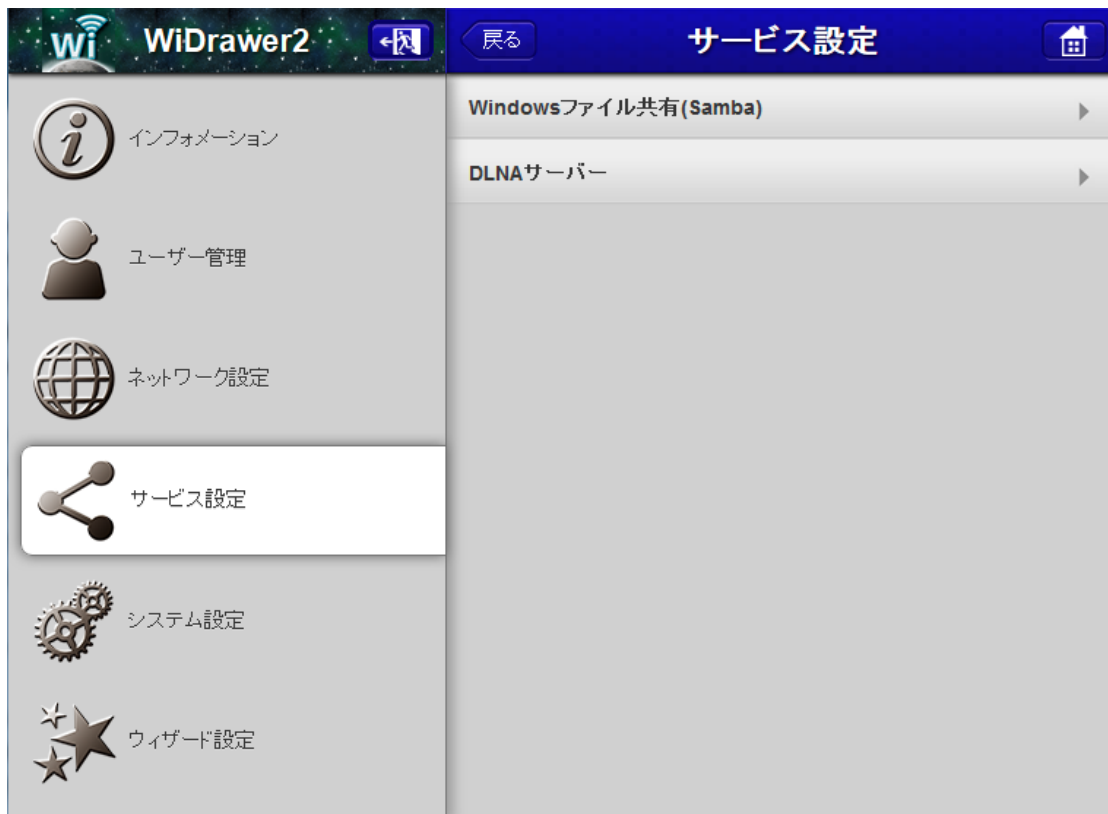 Wi
WiDrawer2
戻る
サービス設定
インフォメーション
ユーザー管理
ネットワーク設定
サービス設定
システム設定
ウィザード設定
Windowsファイル共有(Samba)
DLNAサーバー